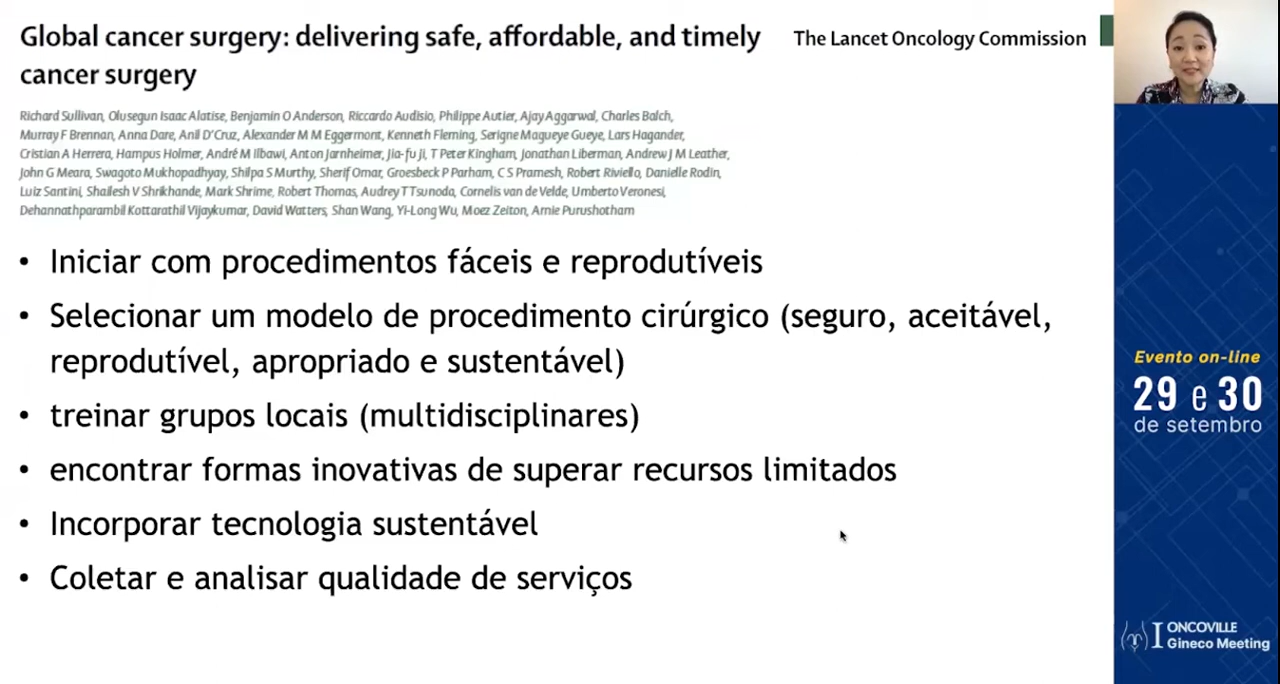 Global cancer surgery: delivering safe, affordable, and timely
cancer surgery
The Lancet Oncology Commission
Richard Sullivan, Olusegun Isaac Alatise, Benjamin O Anderson, Riccardo Audisio, Philippe Autier, Ajay Aggarwal, Charles Balch,
Murray F Brennan, Anna Dare, Anil D'Cruz, Alexander M M Eggermont, Kenneth Fleming, Serigne Magueye Gueye, Lars Hagander,
Cristian A Herrera, Hampus Holmer, André M Ilbawi, Anton Jarnheimer, Jia-fu Ji, T Peter Kingham, Jonathan Liberman, Andrew J M Leather,
John G Meara, Swagoto Mukhopadhyay, Shilpa S Murthy, Sherif Omar, Groesbeck P Parham, C S Pramesh, Robert Riviello, Danielle Rodin,
Luiz Santini, Shailesh V Shrikhande, Mark Shrime, Robert Thomas, Audrey T Tsunoda, Cornelis van de Velde, Umberto Veronesi,
Dehannathparambil Kottarathil Vijaykumar, David Watters, Shan Wang, Yi-Long Wu, Moez Zeiton, Arnie Purushotham
• Iniciar com procedimentos fáceis e reprodutíveis
• Selecionar um modelo de procedimento cirúrgico (seguro, aceitável,
reprodutível, apropriado e sustentável)
• treinar grupos locais (multidisciplinares)
• encontrar formas inovativas de superar recursos limitados
• Incorporar tecnologia sustentável
• Coletar e analisar qualidade de serviços
Evento on-line
29 e 30
de setembro
I ONCOVILLE
Gineco Meeting